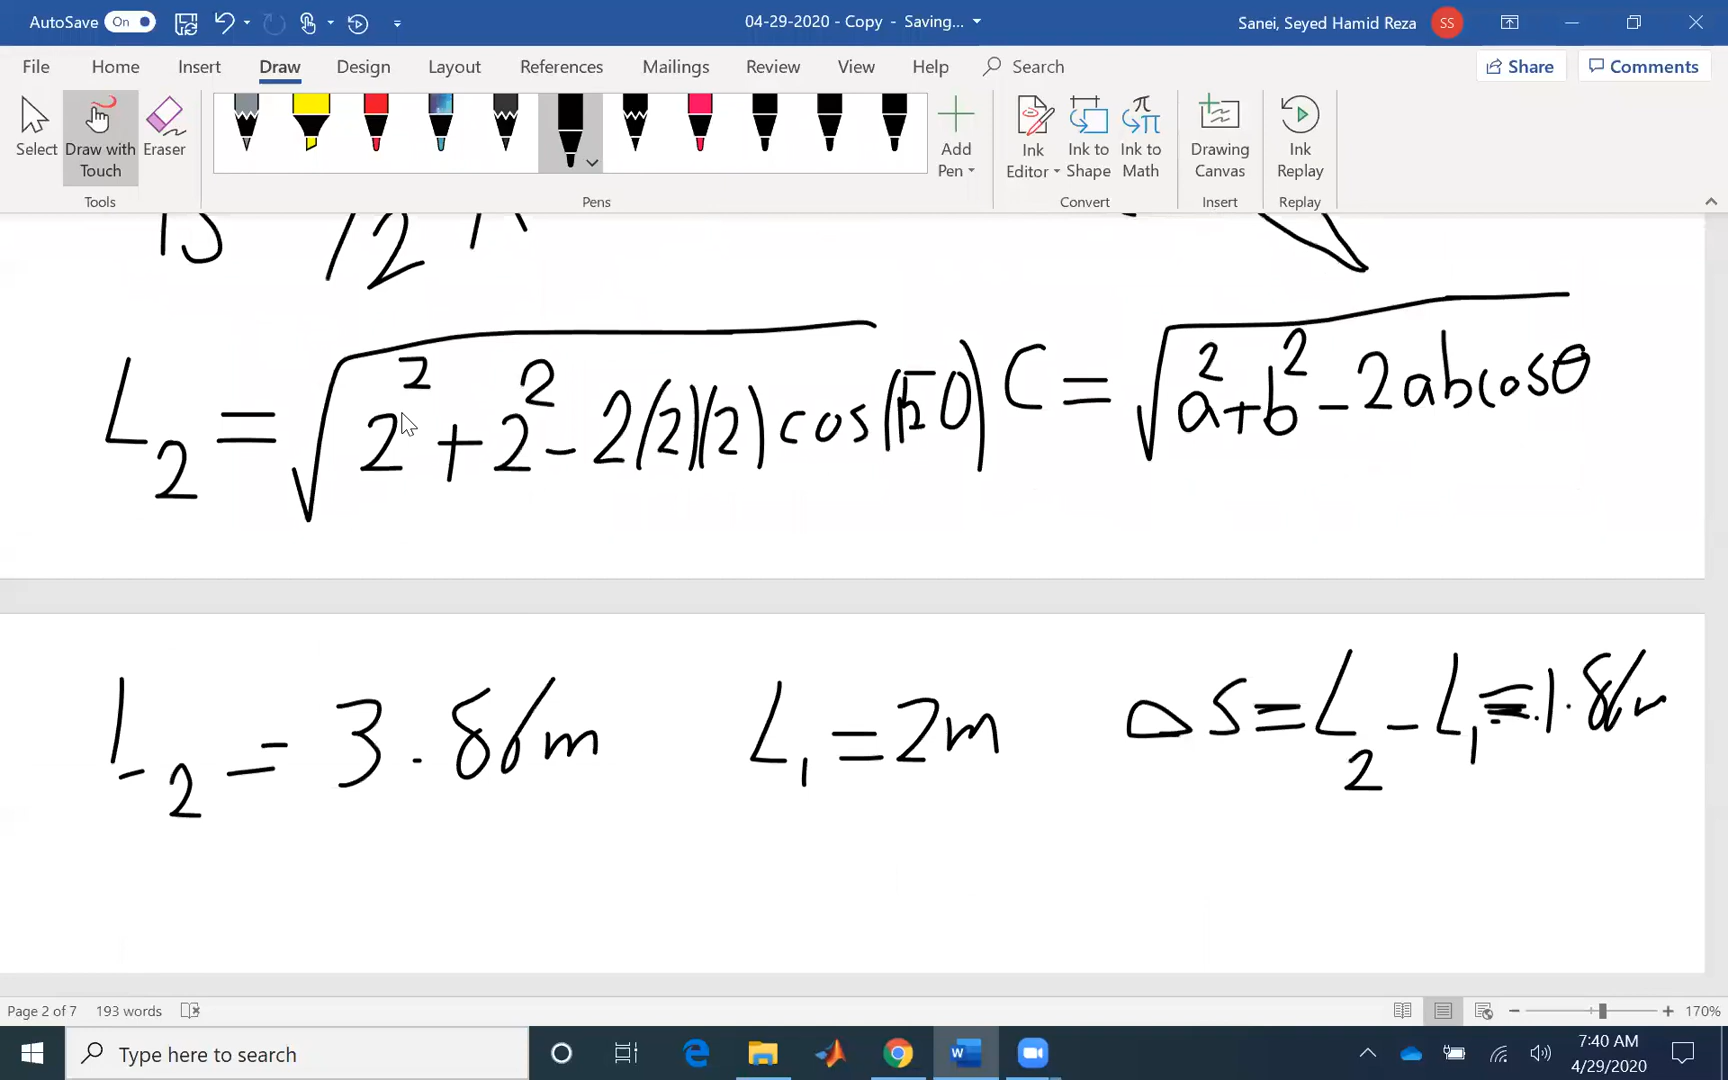 AutoSave On 04-29-2020 - Copy - Saving... Sanei, Seyed Hamid Reza SS
File Home Insert Draw Design Layout References Mailings Review View Help Search Share Comments
Select Draw with Touch Eraser Add Pen Ink Editor Ink to Shape Ink to Math Drawing Canvas Ink Replay
Tools Pens Convert Insert Replay
L₂ = √(2² + 2² - 2(2)(2) cos(150)) C = √(a² + b² - 2abcosθ)
L₂ = 3.86m L₁ = 2m ΔS = L₂ - L₁ = 1.86m
Page 2 of 7 193 words 170%
Type here to search 7:40 AM
4/29/2020